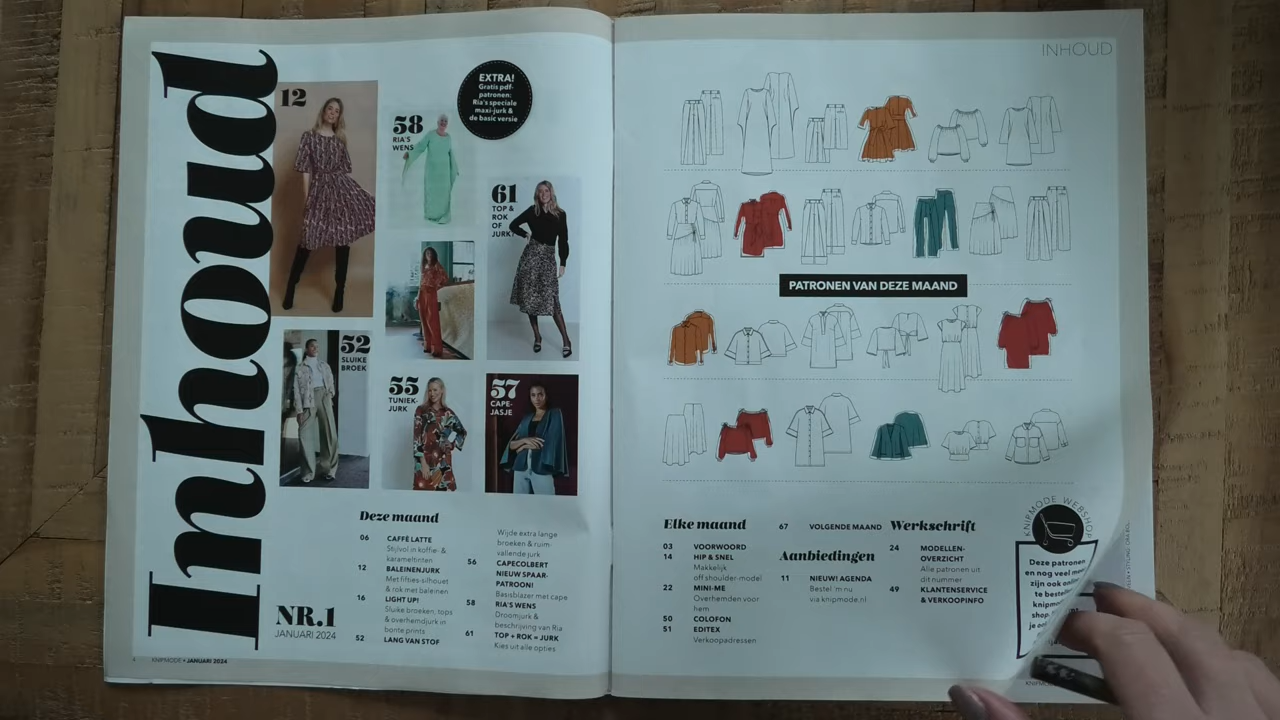 Inhoud
12
58
RIA'S
WENS
EXTRA!
Gratis pdf-
patronen:
Ria's speciale
maxi-jurk &
de basic versie
61
TOP &
ROK
OF
JURK?
52
SLUIKE
BROEK
55
TUNIEK-
JURK
57
CAPE-
JASJE
NR.1
JANUARI 2024
Deze maand
06 CAFFÈ LATTE
Stijlvol in koffie- &
karameltinten
12 BALEINENJURK
Met fifties-silhouet
& rok met baleinen
16 LIGHT UP!
Sluike broeken, tops
& overhemdjurk in
bonte prints
52 LANG VAN STOF
Wijde extra lange
broeken & ruim-
vallende jurk
56 CAPECOLBERT
NIEUW SPAAR-
PATROON!
Basisblazer met cape
58 RIA'S WENS
Droomjurk &
beschrijving van Ria
61 TOP + ROK = JURK
Kies uit alle opties
KNIPMODE • JANUARI 2024
INHOUD
PATRONEN VAN DEZE MAAND
Elke maand
03 VOORWOORD
14 HIP & SNEL
Makkelijk
off shoulder-model
22 MINI-ME
Overhemden voor
hem
50 COLOFON
51 EDITEX
Verkoopadressen
67 VOLGENDE MAAND
Aanbiedingen
11 NIEUW! AGENDA
Bestel 'm nu
via knipmode.nl
Werkschrift
24 MODELLEN-
OVERZICHT
Alle patronen uit
dit nummer
49 KLANTENSERVICE
& VERKOOPINFO
KNIPMODE WEBSHOP
Deze patronen
en nog veel meer
zijn ook online
te bestel
knipmo
shop.